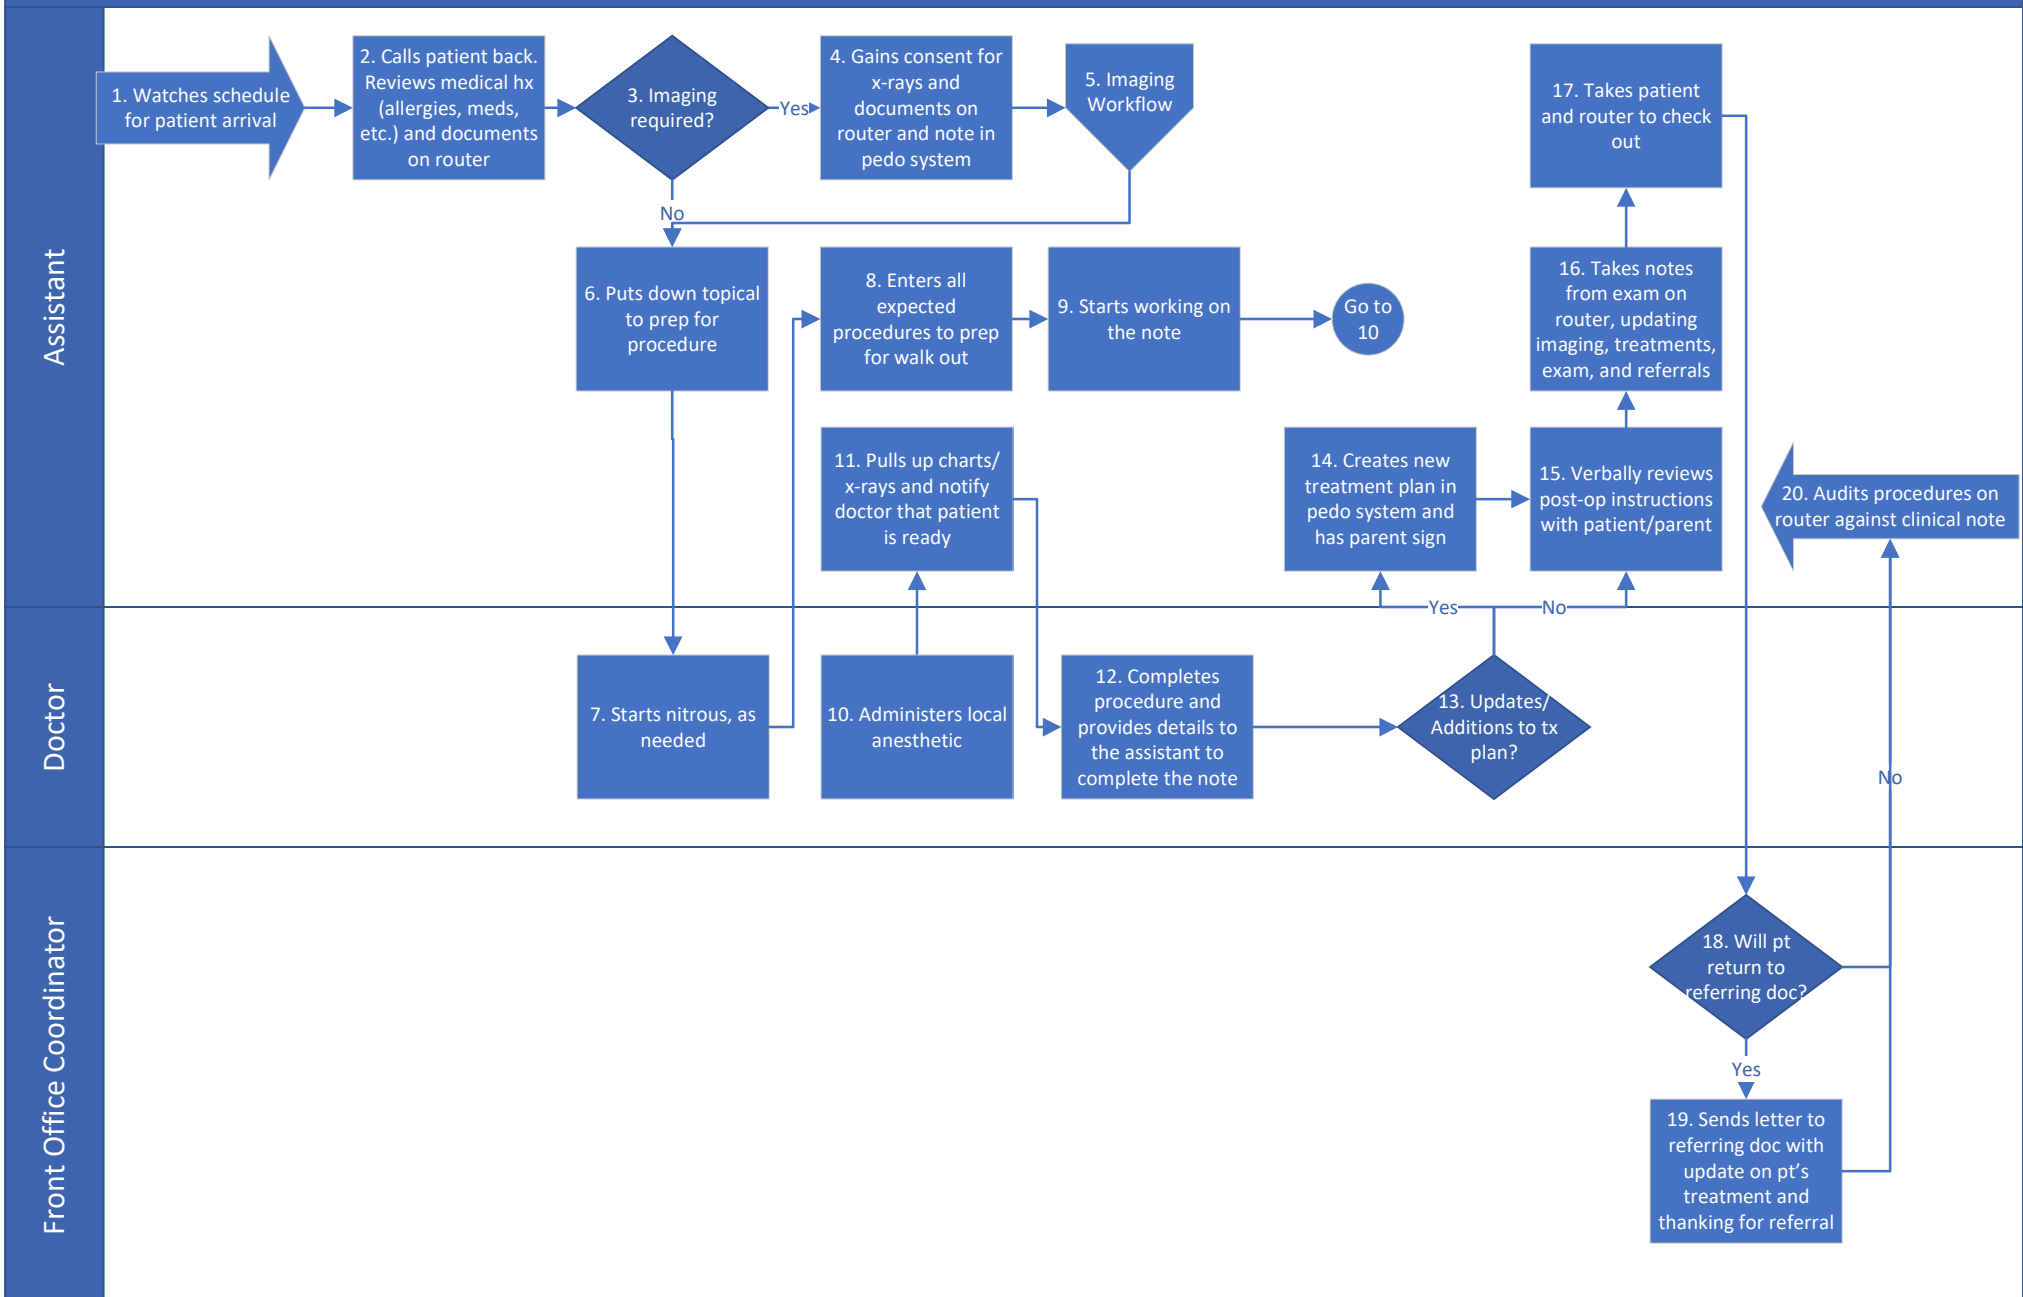 Assistant
1. Watches schedule
for patient arrival
2. Calls patient back.
Reviews medical hx
(allergies, meds,
etc.) and documents
on router
3. Imaging
required?
Yes
No
4. Gains consent for
x-rays and
documents on
router and note in
pedo system
5. Imaging
Workflow
6. Puts down topical
to prep for
procedure
8. Enters all
expected
procedures to prep
for walk out
9. Starts working on
the note
Go to
10
11. Pulls up charts/
x-rays and notify
doctor that patient
is ready
14. Creates new
treatment plan in
pedo system and
has parent sign
15. Verbally reviews
post-op instructions
with patient/parent
16. Takes notes
from exam on
router, updating
imaging, treatments,
exam, and referrals
17. Takes patient
and router to check
out
20. Audits procedures on
router against clinical note
Doctor
7. Starts nitrous, as
needed
10. Administers local
anesthetic
12. Completes
procedure and
provides details to
the assistant to
complete the note
13. Updates/
Additions to tx
plan?
Yes
No
Front Office Coordinator
18. Will pt
return to
referring doc?
No
Yes
19. Sends letter to
referring doc with
update on pt's
treatment and
thanking for referral